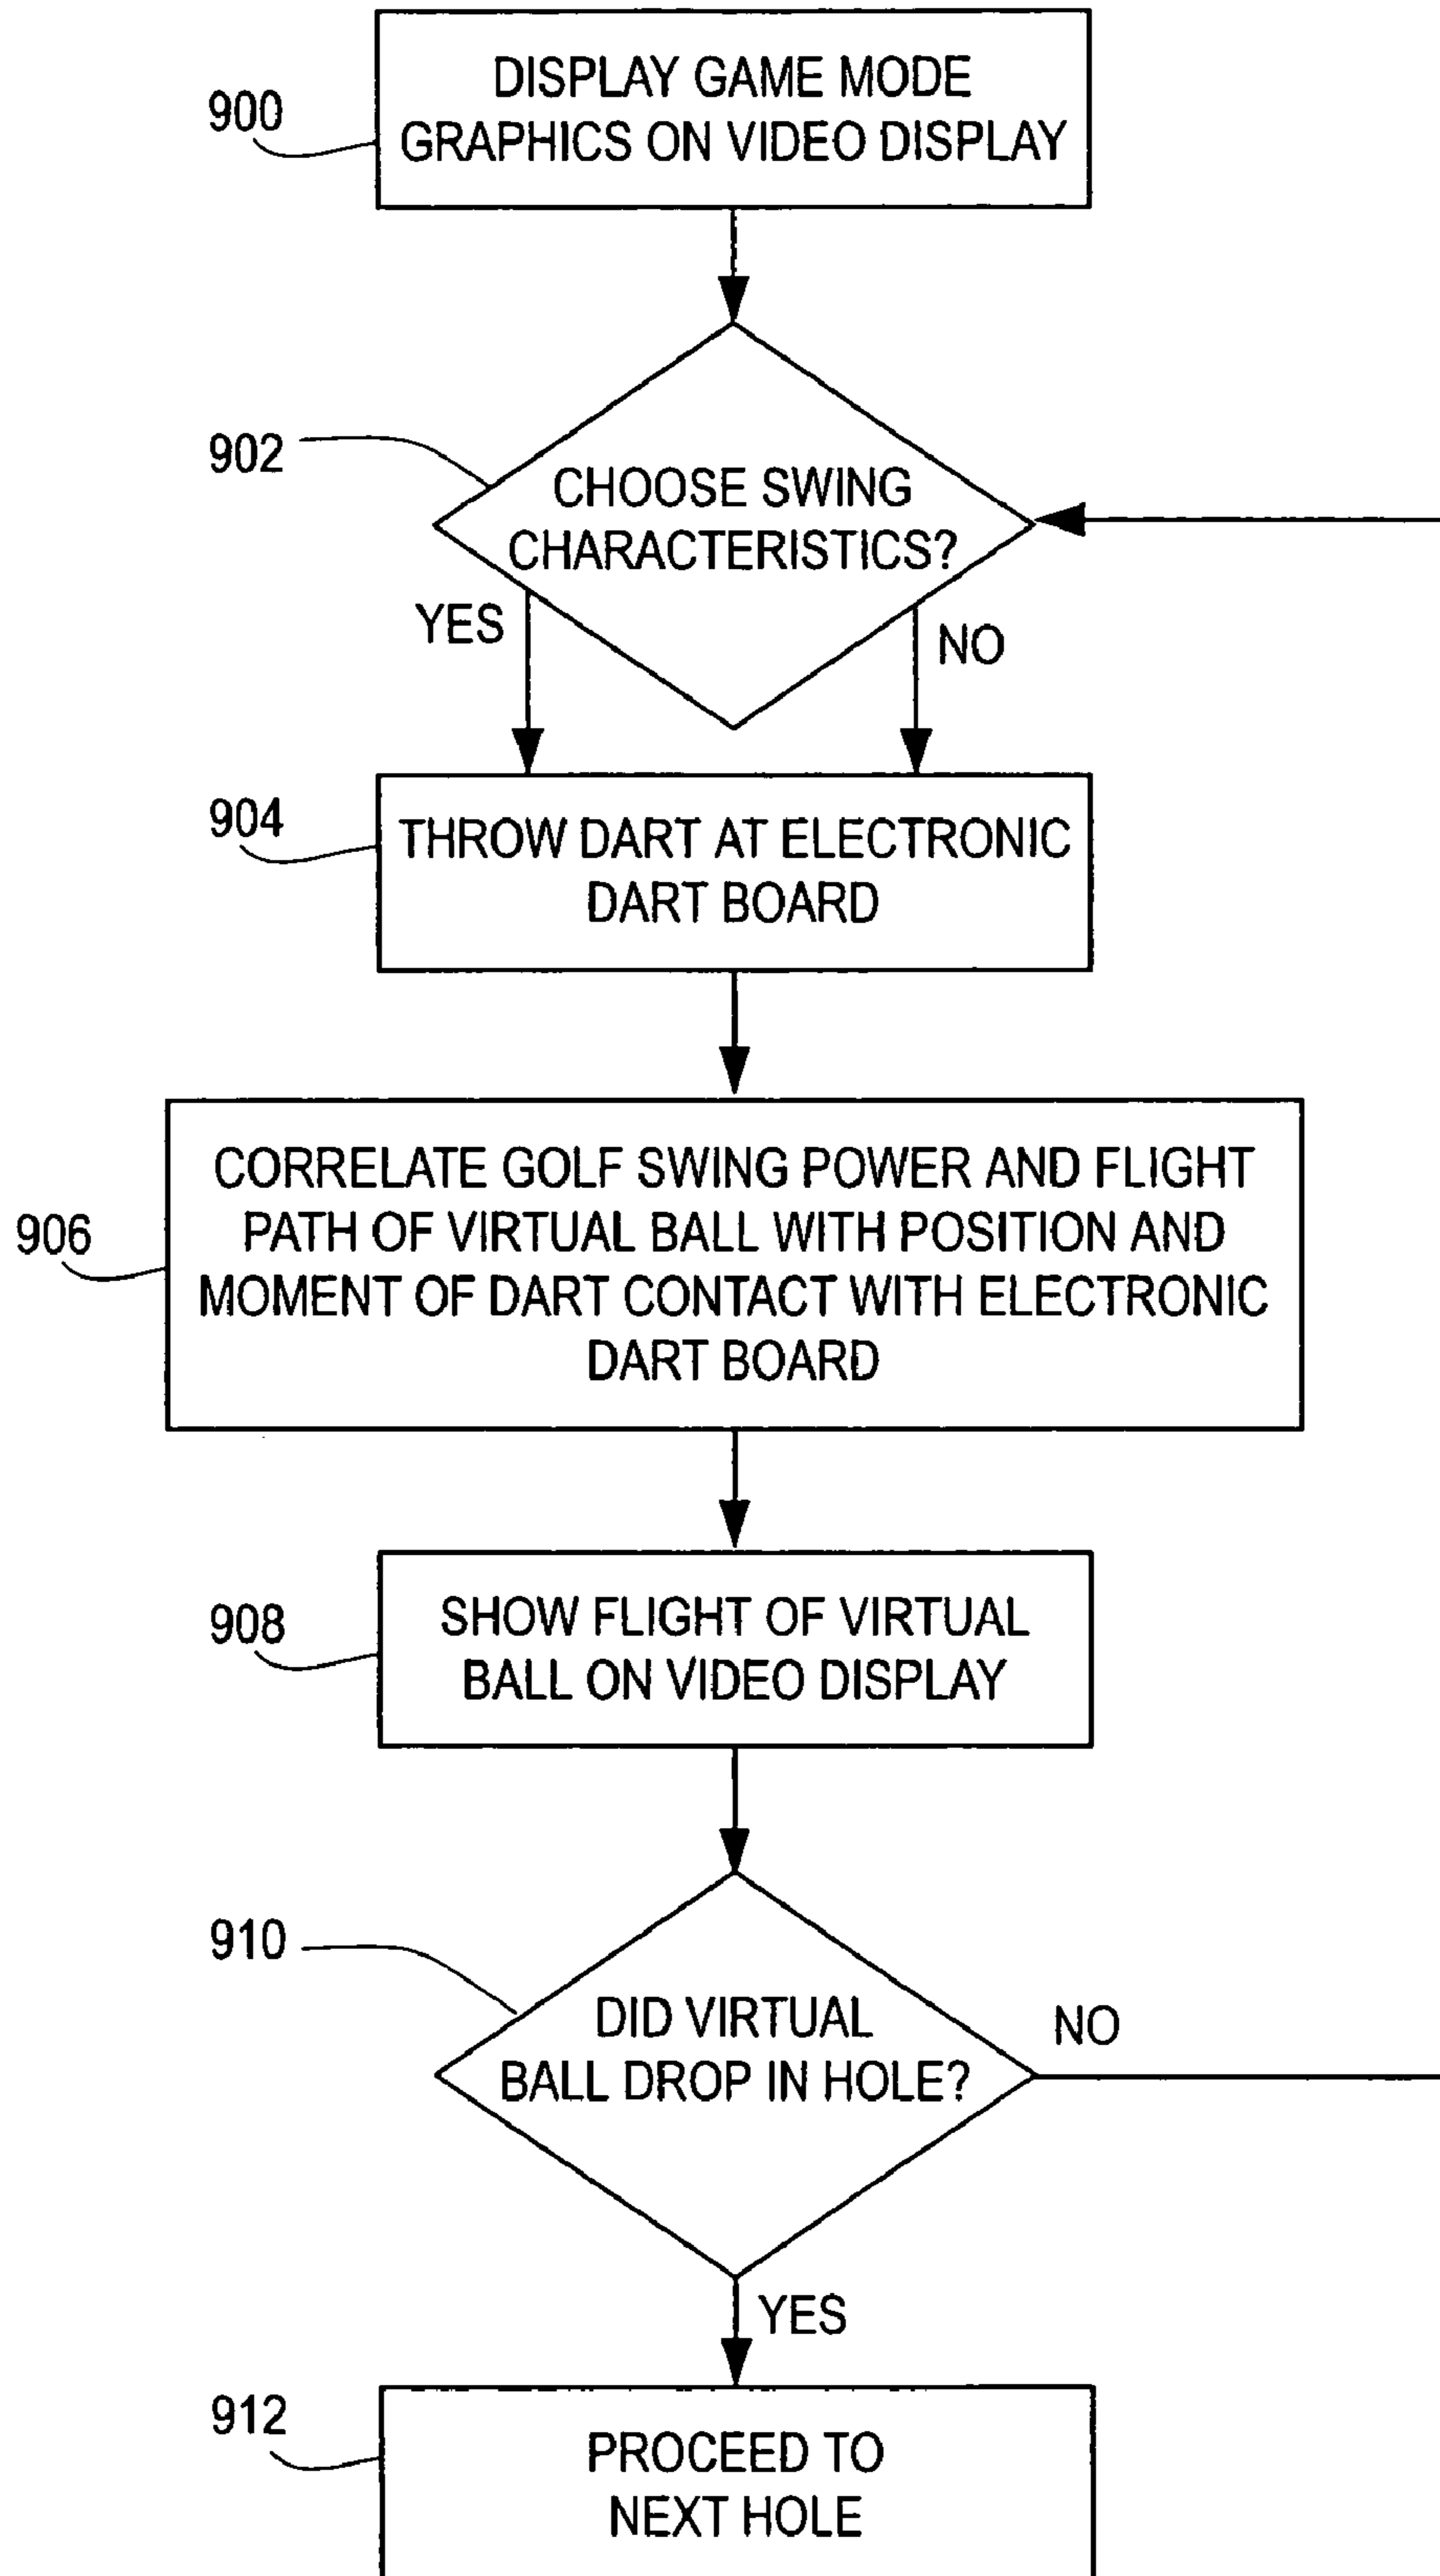 900
DISPLAY GAME MODE
GRAPHICS ON VIDEO DISPLAY
902
CHOOSE SWING
CHARACTERISTICS?
YES
NO
904
THROW DART AT ELECTRONIC
DART BOARD
906
CORRELATE GOLF SWING POWER AND FLIGHT
PATH OF VIRTUAL BALL WITH POSITION AND
MOMENT OF DART CONTACT WITH ELECTRONIC
DART BOARD
908
SHOW FLIGHT OF VIRTUAL
BALL ON VIDEO DISPLAY
910
DID VIRTUAL
BALL DROP IN HOLE?
NO
YES
912
PROCEED TO
NEXT HOLE